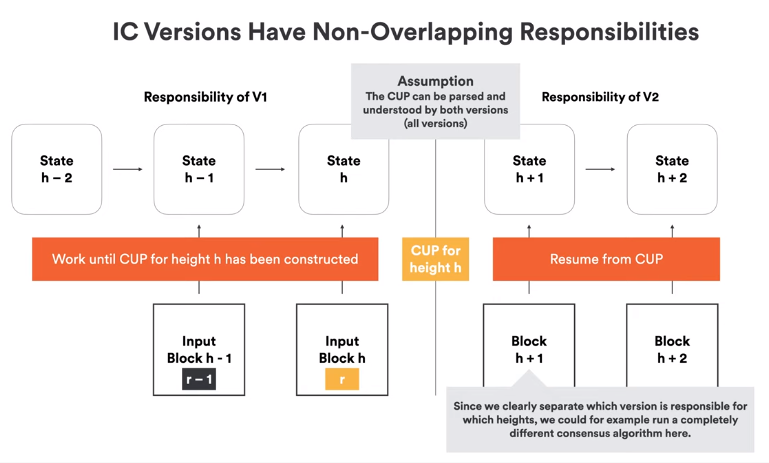 IC Versions Have Non-Overlapping Responsibilities
Responsibility of V1
Assumption
The CUP can be parsed and
understood by both versions
(all versions)
Responsibility of V2
State
h – 2
State
h – 1
State
h
State
h + 1
State
h + 2
Work until CUP for height h has been constructed
CUP for
height h
Resume from CUP
Input
Block h - 1
r – 1
Input
Block h
r
Block
h + 1
Block
h + 2
Since we clearly separate which version is responsible for
which heights, we could for example run a completely
different consensus algorithm here.